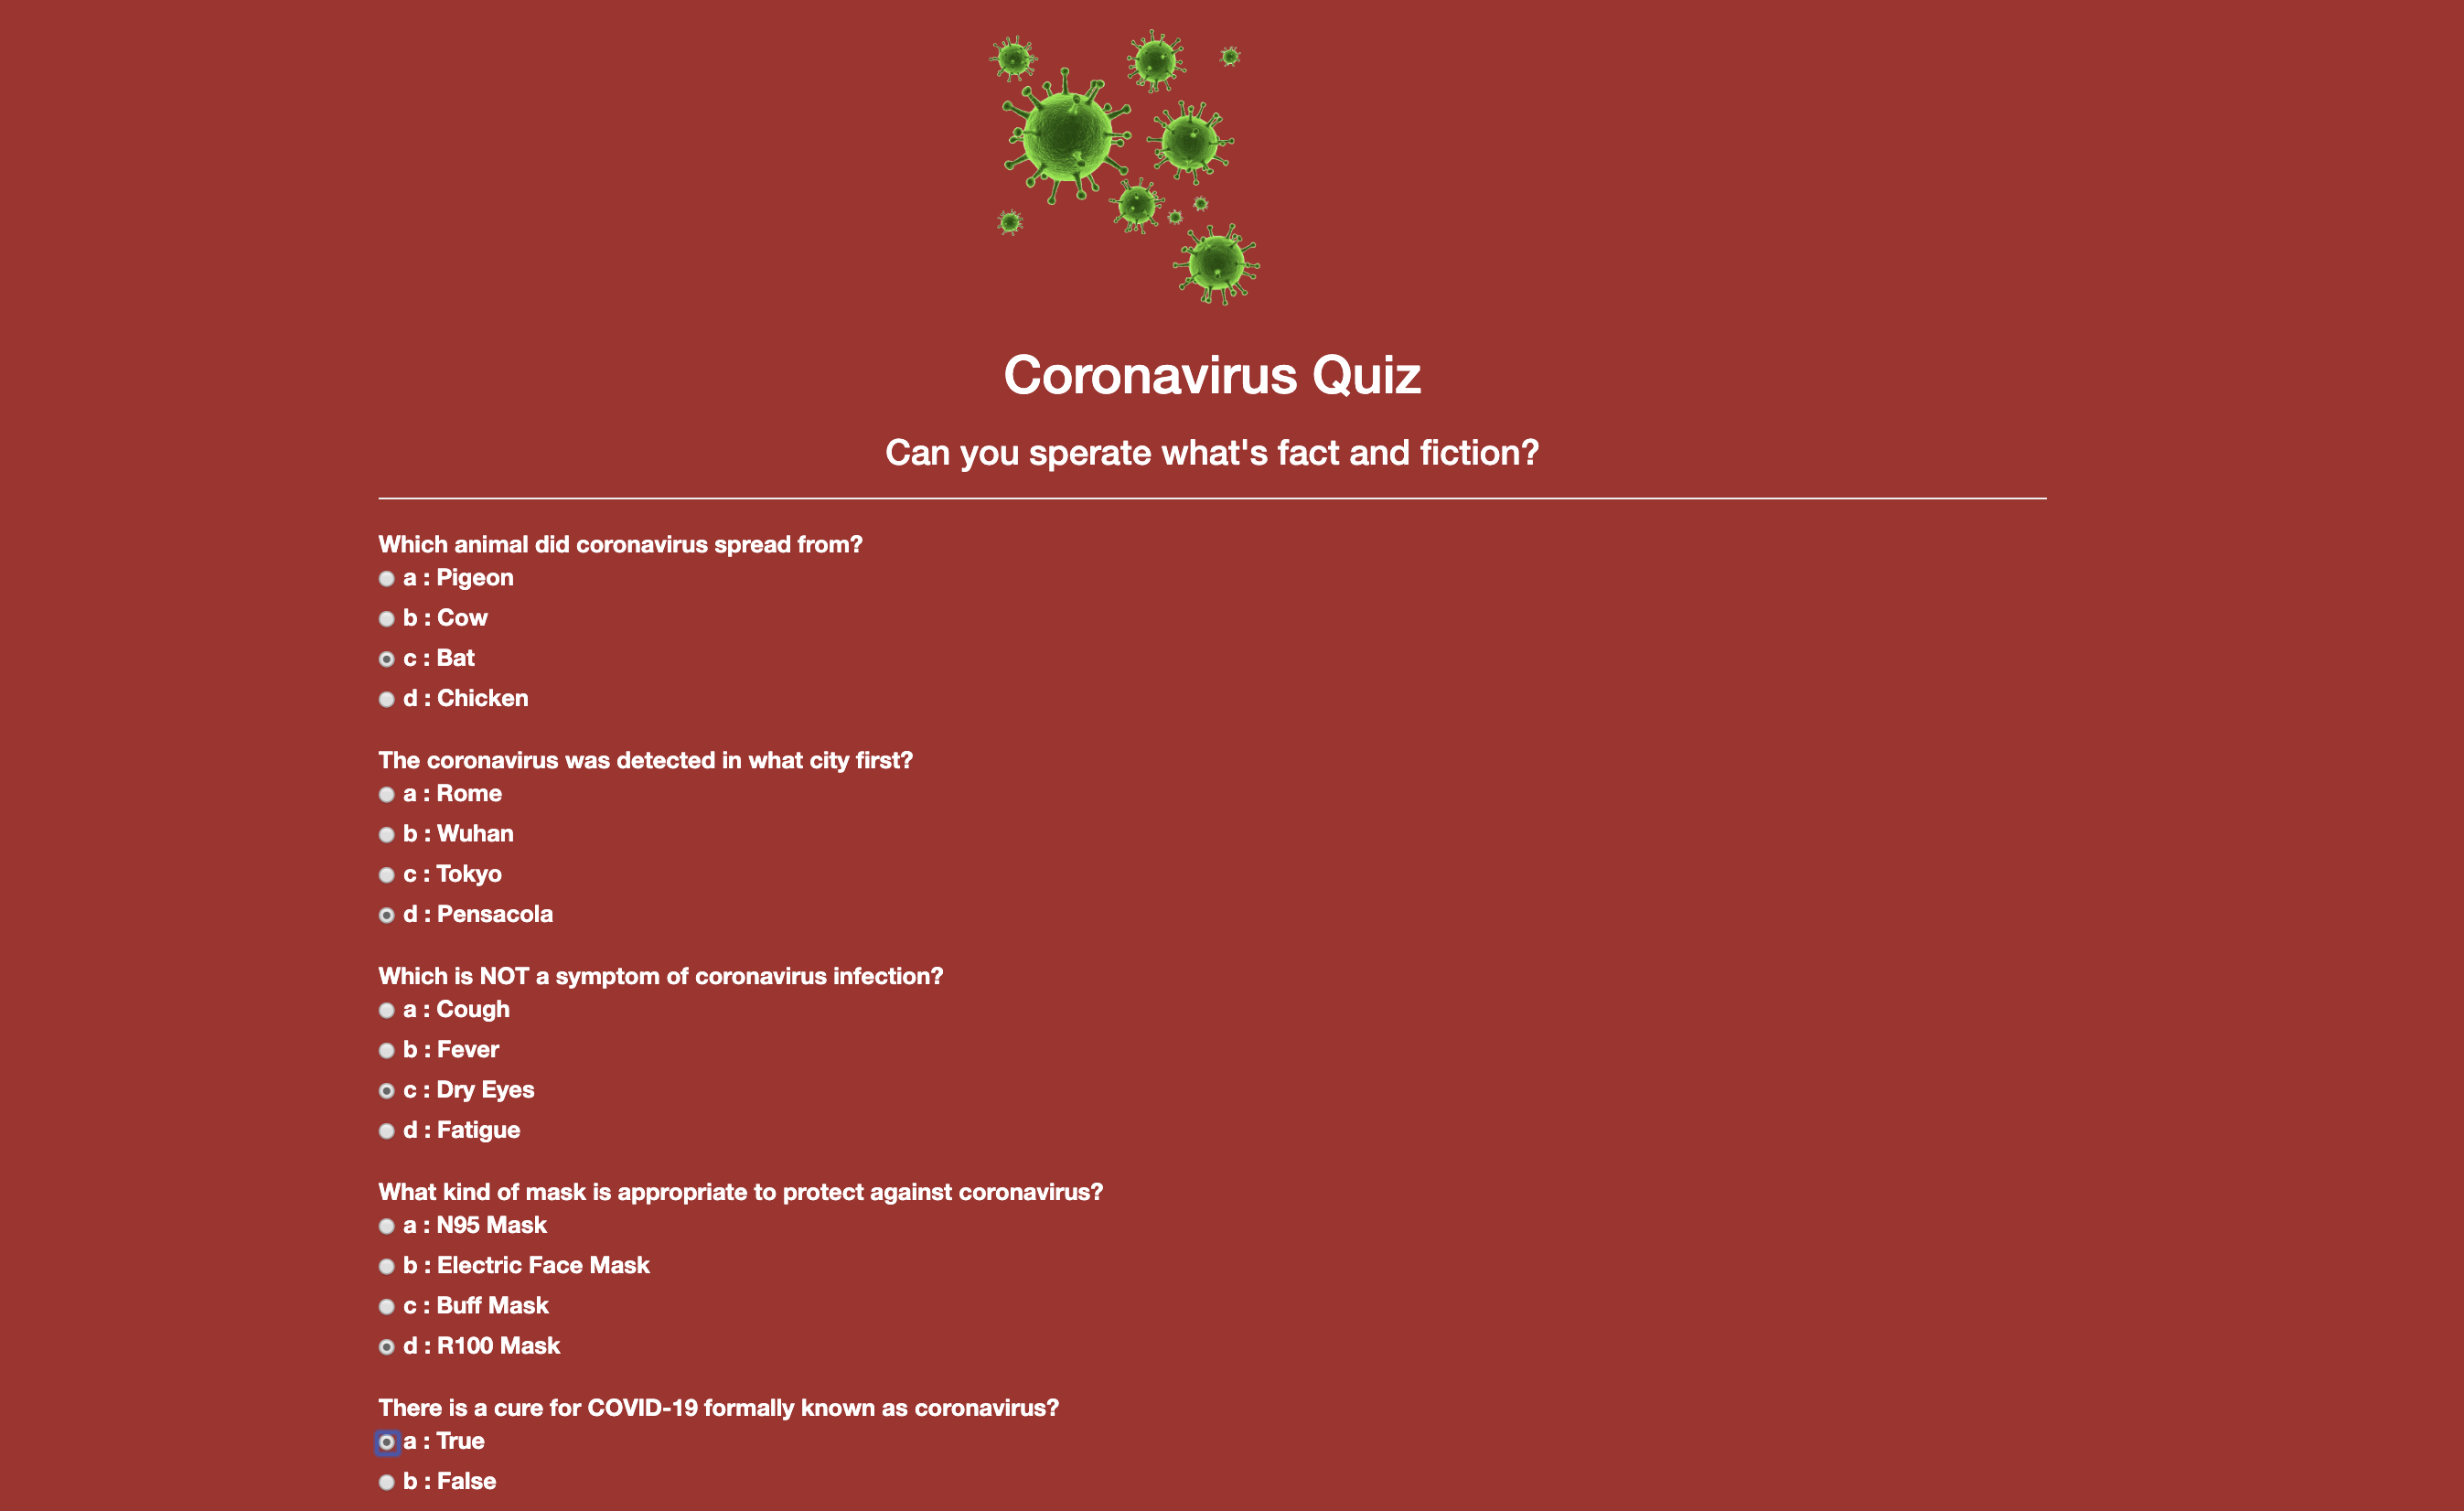 Coronavirus Quiz
Can you sperate what's fact and fiction?
Which animal did coronavirus spread from?
a : Pigeon
b : Cow
c : Bat
d : Chicken
The coronavirus was detected in what city first?
a : Rome
b : Wuhan
c : Tokyo
d : Pensacola
Which is NOT a symptom of coronavirus infection?
a : Cough
b : Fever
c : Dry Eyes
d : Fatigue
What kind of mask is appropriate to protect against coronavirus?
a : N95 Mask
b : Electric Face Mask
c : Buff Mask
d : R100 Mask
There is a cure for COVID-19 formally known as coronavirus?
a : True
b : False